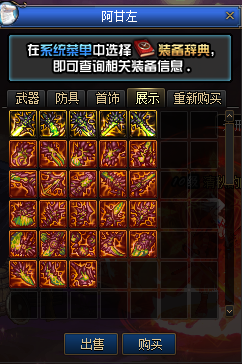 阿甘左
在系统菜单中选择 装备辞典，
即可查询相关装备信息．
武器 防具 首饰 展示 重新购买
出售 购买